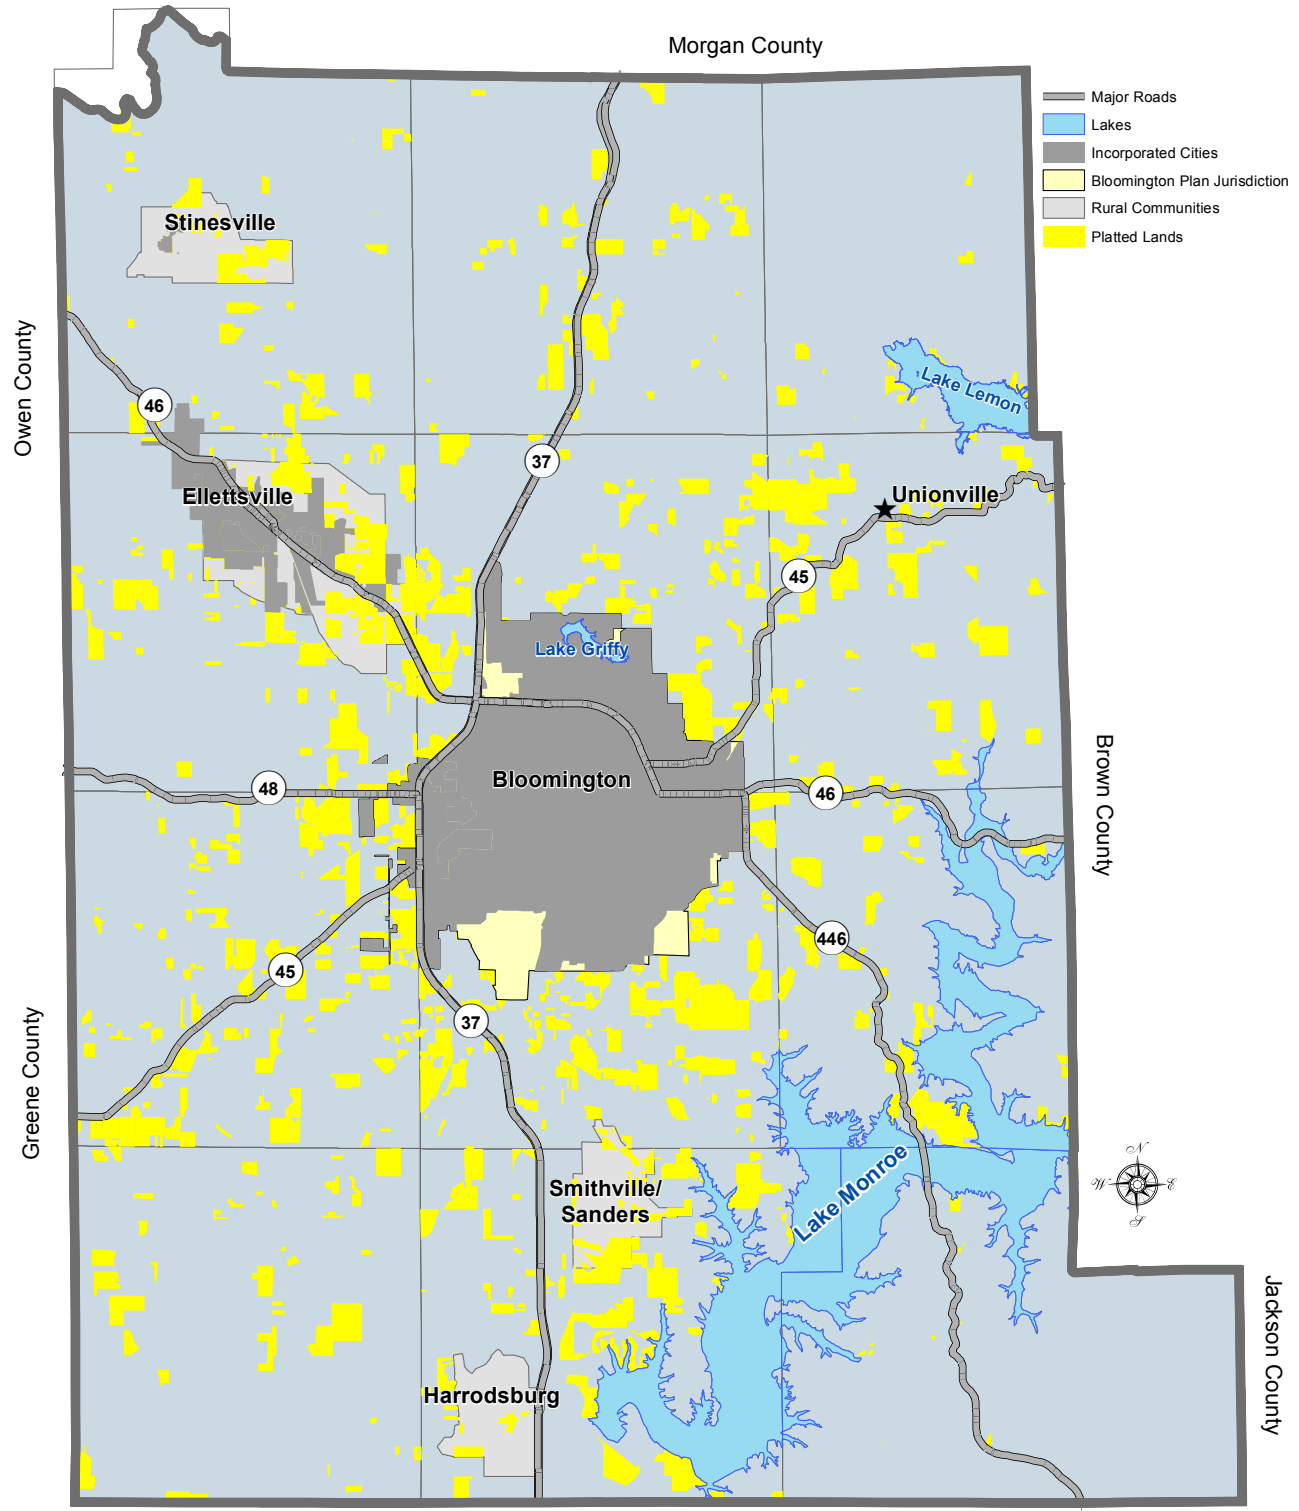 Morgan County
Major Roads
Lakes
Incorporated Cities
Bloomington Plan Jurisdiction
Rural Communities
Platted Lands
Stinesville
Owen County
Lake Lemon
46
37
Ellettsville
Unionville
45
Lake Griffy
Brown County
Bloomington
48
46
446
45
37
Greene County
N
W
E
S
Lake Monroe
Smithville/
Sanders
Jackson County
Harrodsburg